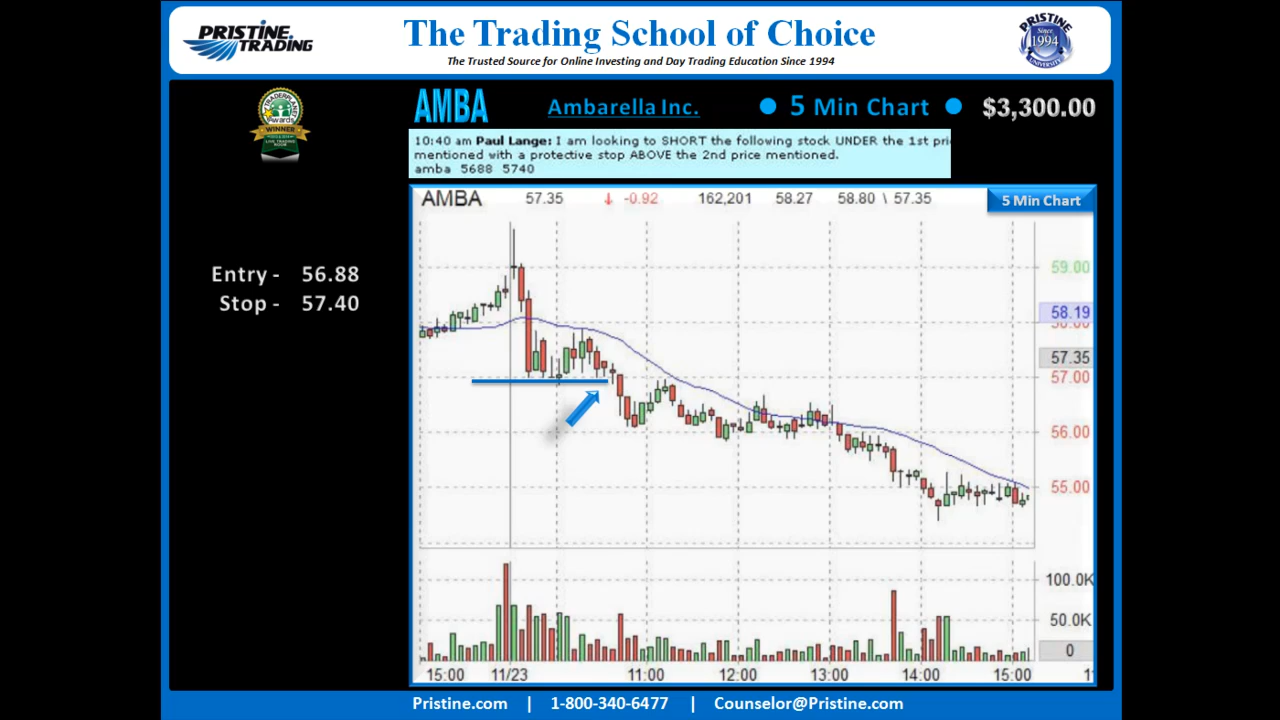 PRISTINE TRADING
The Trading School of Choice
The Trusted Source for Online Investing and Day Trading Education Since 1994
PRISTINE
Since
1994
UNIVERSITY
WINNER
AMBA Ambarella Inc. ● 5 Min Chart ● $3,300.00
10:40 am Paul Lange: I am looking to SHORT the following stock UNDER the 1st pri
mentioned with a protective stop ABOVE the 2nd price mentioned.
amba 5688 5740
AMBA 57.35 ↓ -0.92 162,201 58.27 58.80 \ 57.35
5 Min Chart
Entry - 56.88
Stop - 57.40
59.00
58.19
58.00
57.35
57.00
56.00
55.00
100.0K
50.0K
0
15:00 11/23 11:00 12:00 13:00 14:00 15:00 1
Pristine.com | 1-800-340-6477 | Counselor@Pristine.com